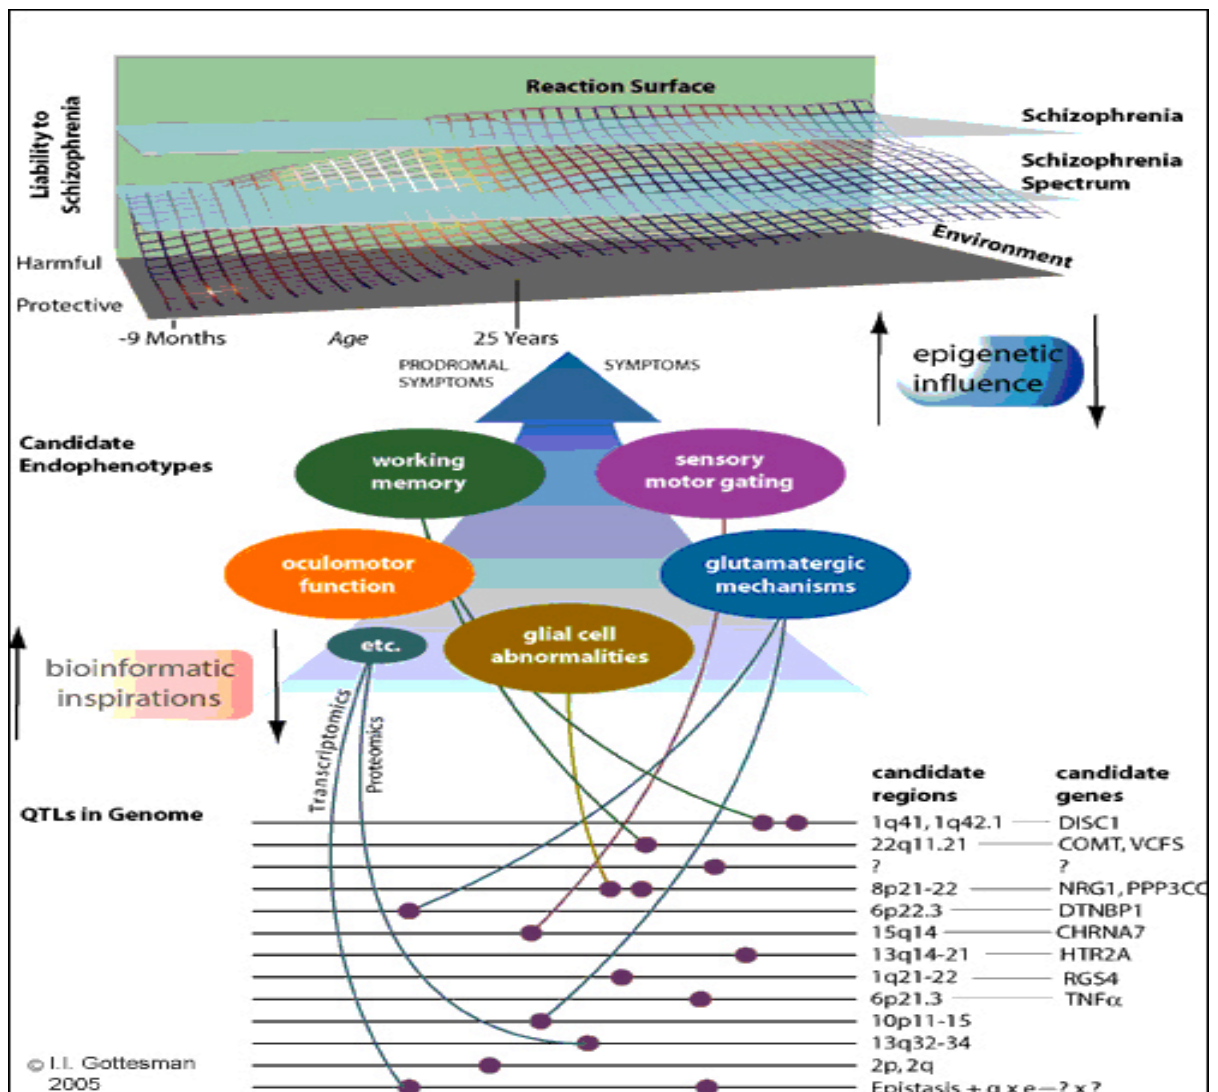 Reaction Surface
Liability to
Schizophrenia
Schizophrenia
Schizophrenia
Spectrum
Environment
Harmful
Protective
-9 Months
Age
25 Years
PRODROMAL
SYMPTOMS
SYMPTOMS
epigenetic
influence
Candidate
Endophenotypes
working
memory
sensory
motor gating
oculomotor
function
glutamatergic
mechanisms
etc.
glial cell
abnormalities
bioinformatic
inspirations
Transcriptomics
Proteomics
candidate
regions
candidate
genes
QTLs in Genome
1q41, 1q42.1 DISC1
22q11.21 COMT, VCFS
? ?
8p21-22 NRG1, PPP3CC
6p22.3 DTNBP1
15q14 CHRNA7
13q14-21 HTR2A
1q21-22 RGS4
6p21.3 TNFα
10p11-15
13q32-34
2p, 2q
Epistasis + g x e=? x ?
© I.I. Gottesman
2005